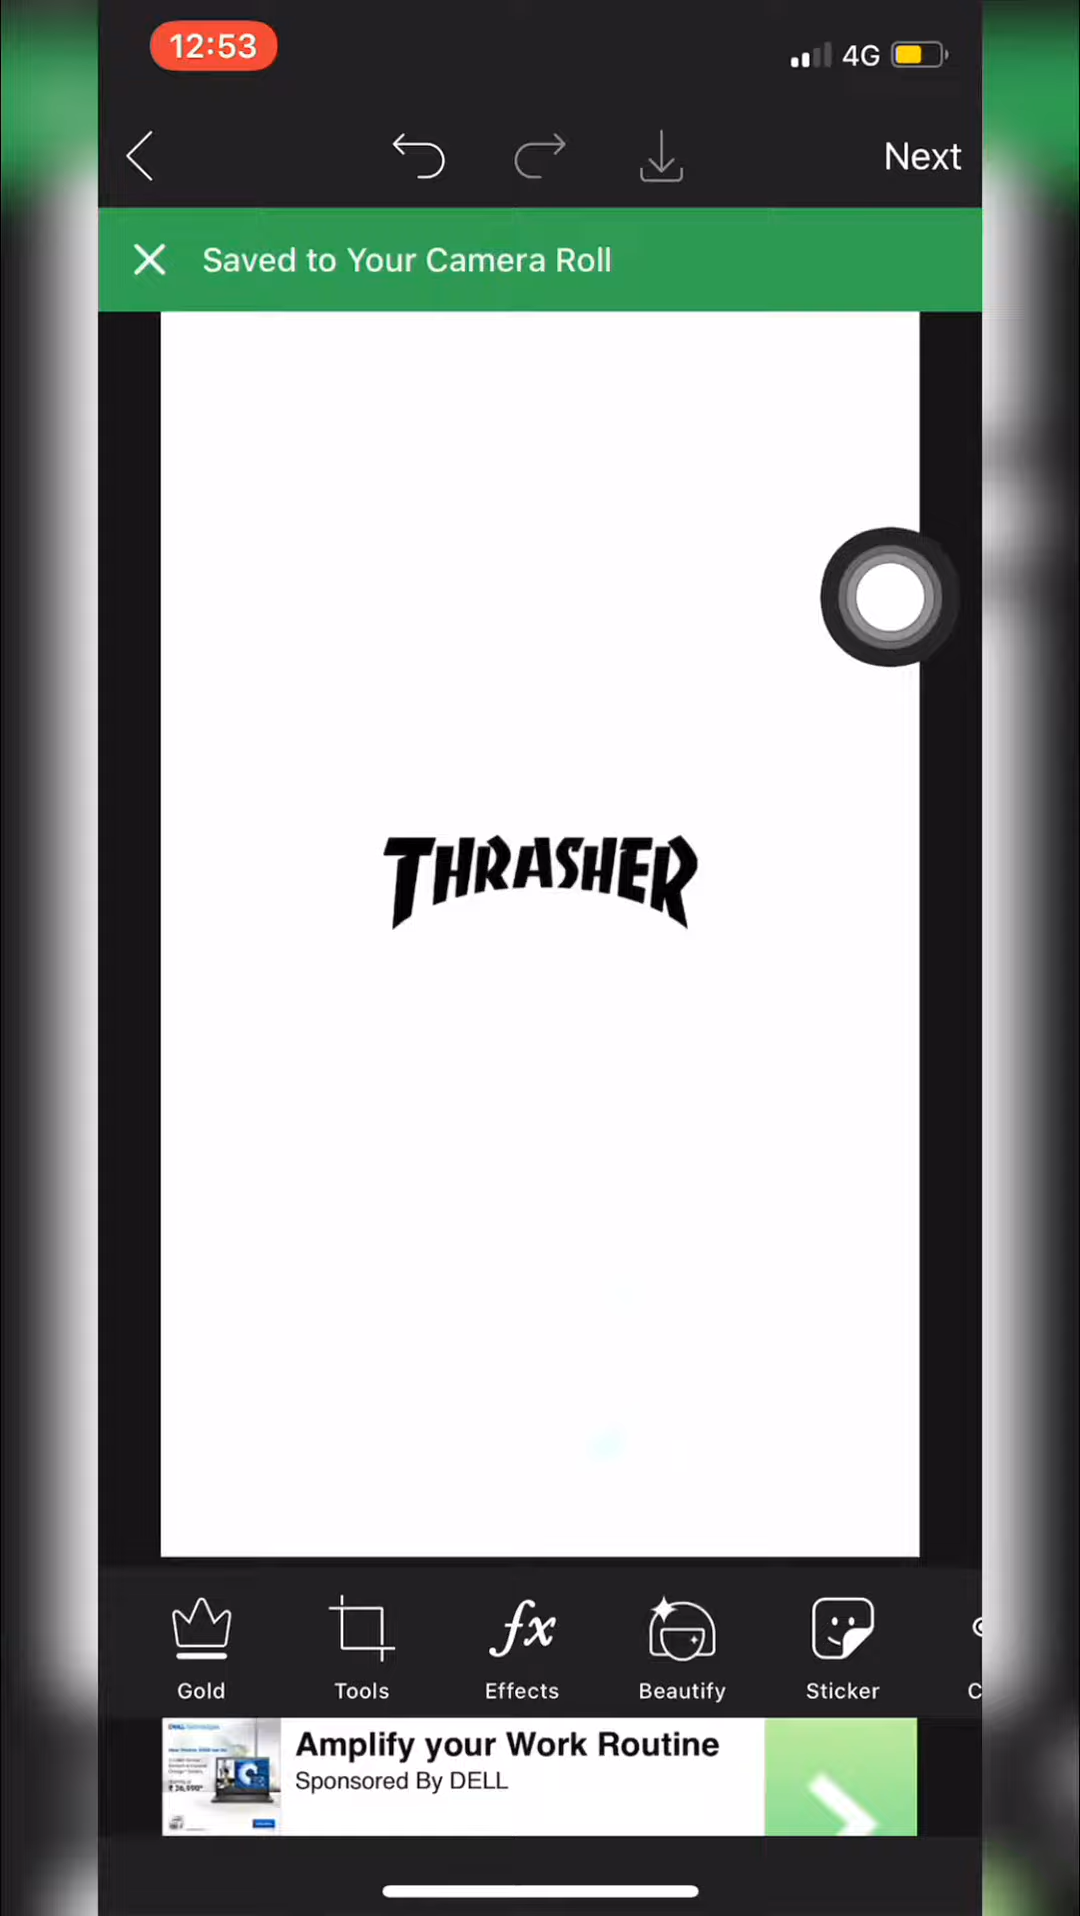 12:53
4G
Next
Saved to Your Camera Roll
THRASHER
Gold
Tools
Effects
Beautify
Sticker
Amplify your Work Routine
Sponsored By DELL